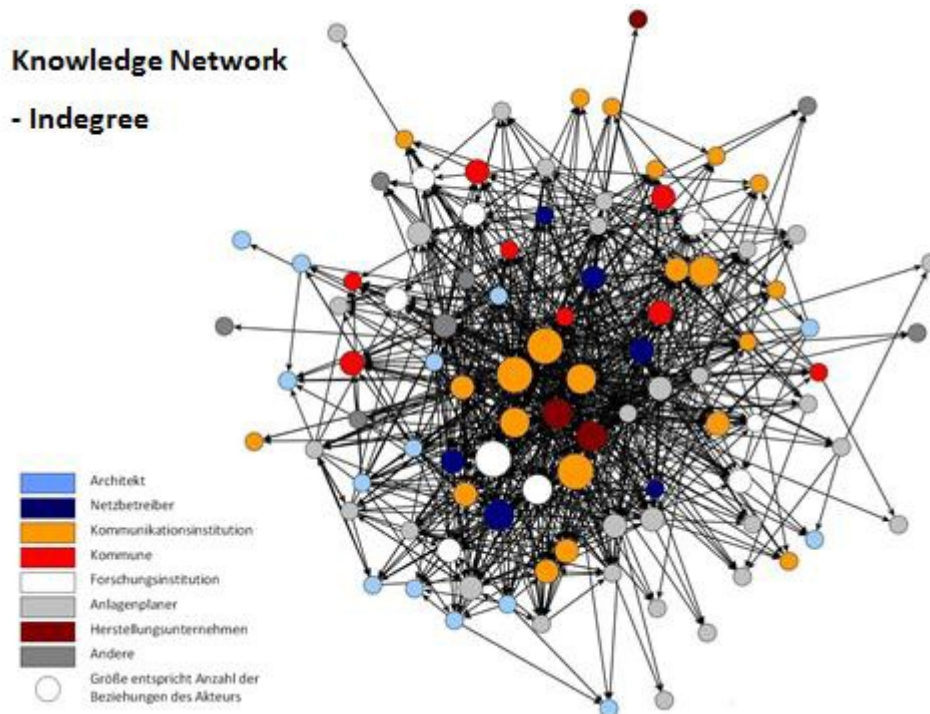 Knowledge Network
- Indegree
Architekt
Netzbetreiber
Kommunikationsinstitution
Kommune
Forschungsinstitution
Anlagenplaner
Herstellungsunternehmen
Andere
Größe entspricht Anzahl der
Beziehungen des Akteurs